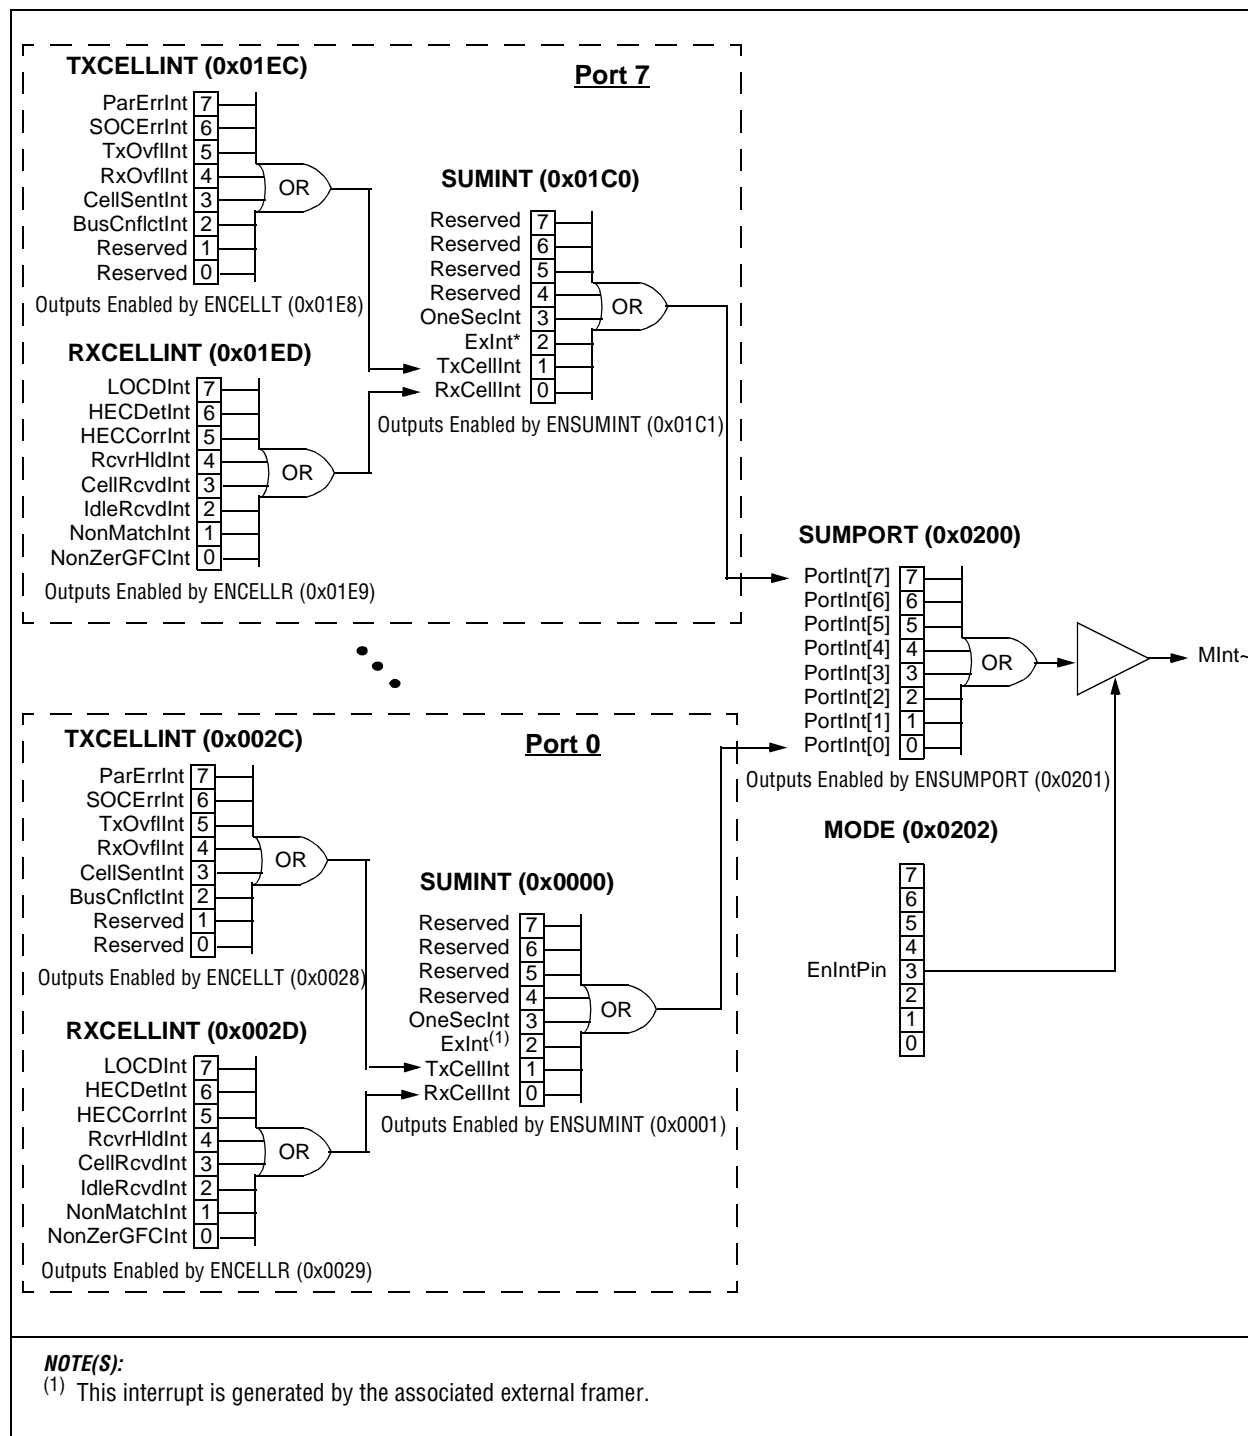 TXCELLINT (0x01EC)
Port 7
ParErrInt 7
SOCErrInt 6
TxOvflInt 5
RxOvflInt 4
CellSentInt 3
BusCnflctInt 2
Reserved 1
Reserved 0
OR
Outputs Enabled by ENCELLT (0x01E8)
RXCELLINT (0x01ED)
LOCDInt 7
HECDetInt 6
HECCorrInt 5
RcvrHldInt 4
CellRcvdInt 3
IdleRcvdInt 2
NonMatchInt 1
NonZerGFCInt 0
OR
Outputs Enabled by ENCELLR (0x01E9)
SUMINT (0x01C0)
Reserved 7
Reserved 6
Reserved 5
Reserved 4
OneSecInt 3
ExInt* 2
TxCellInt 1
RxCellInt 0
OR
Outputs Enabled by ENSUMINT (0x01C1)
SUMPORT (0x0200)
PortInt[7] 7
PortInt[6] 6
PortInt[5] 5
PortInt[4] 4
PortInt[3] 3
PortInt[2] 2
PortInt[1] 1
PortInt[0] 0
OR
MInt~
Outputs Enabled by ENSUMPORT (0x0201)
MODE (0x0202)
7
6
5
4
EnIntPin 3
2
1
0
TXCELLINT (0x002C)
Port 0
ParErrInt 7
SOCErrInt 6
TxOvflInt 5
RxOvflInt 4
CellSentInt 3
BusCnflctInt 2
Reserved 1
Reserved 0
OR
Outputs Enabled by ENCELLT (0x0028)
RXCELLINT (0x002D)
LOCDInt 7
HECDetInt 6
HECCorrInt 5
RcvrHldInt 4
CellRcvdInt 3
IdleRcvdInt 2
NonMatchInt 1
NonZerGFCInt 0
OR
Outputs Enabled by ENCELLR (0x0029)
SUMINT (0x0000)
Reserved 7
Reserved 6
Reserved 5
Reserved 4
OneSecInt 3
ExInt(1) 2
TxCellInt 1
RxCellInt 0
OR
Outputs Enabled by ENSUMINT (0x0001)
NOTE(S):
(1) This interrupt is generated by the associated external framer.